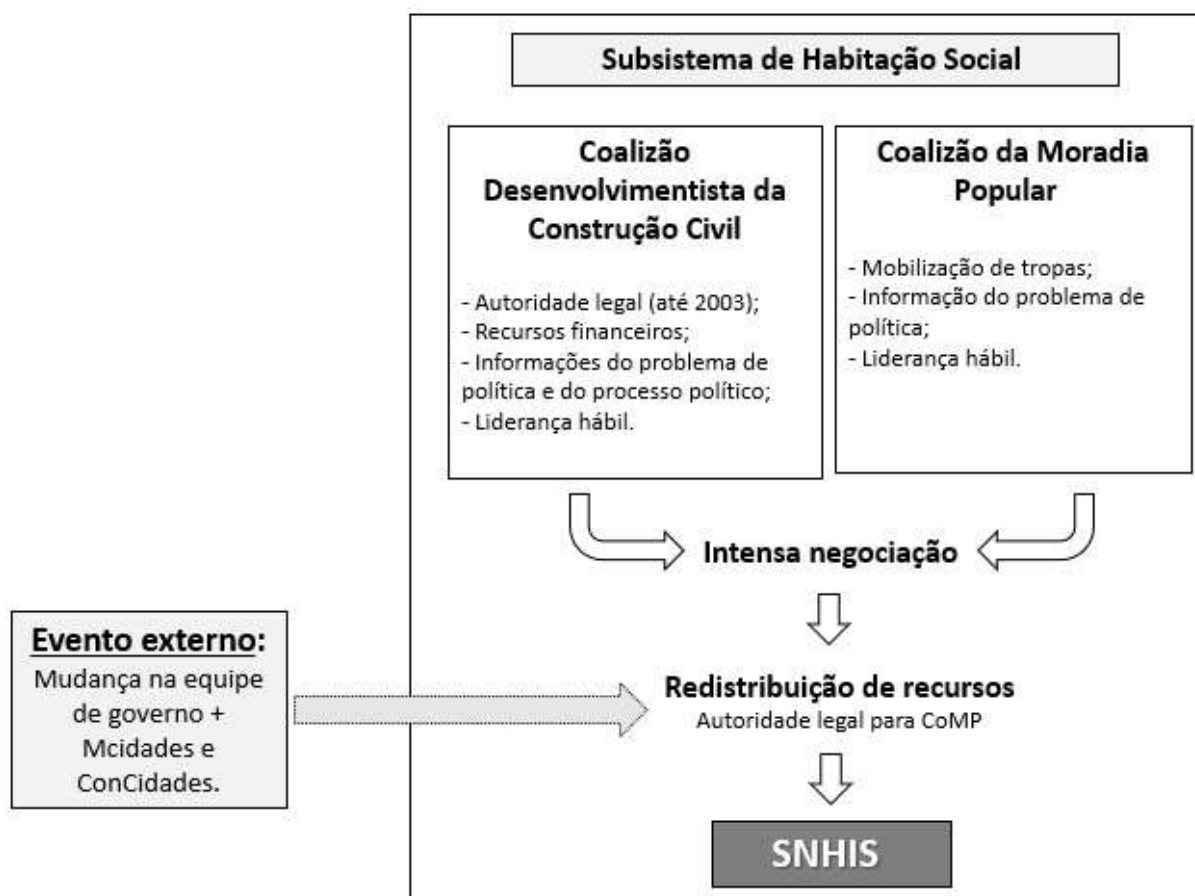 Subsistema de Habitação Social
Coalizão
Desenvolvimentista da
Construção Civil
- Autoridade legal (até 2003);
- Recursos financeiros;
- Informações do problema de
política e do processo político;
- Liderança hábil.
Coalizão da Moradia
Popular
- Mobilização de tropas;
- Informação do problema de
política;
- Liderança hábil.
Intensa negociação
Evento externo:
Mudança na equipe
de governo +
Mcidades e
ConCidades.
Redistribuição de recursos
Autoridade legal para CoMP
SNHIS